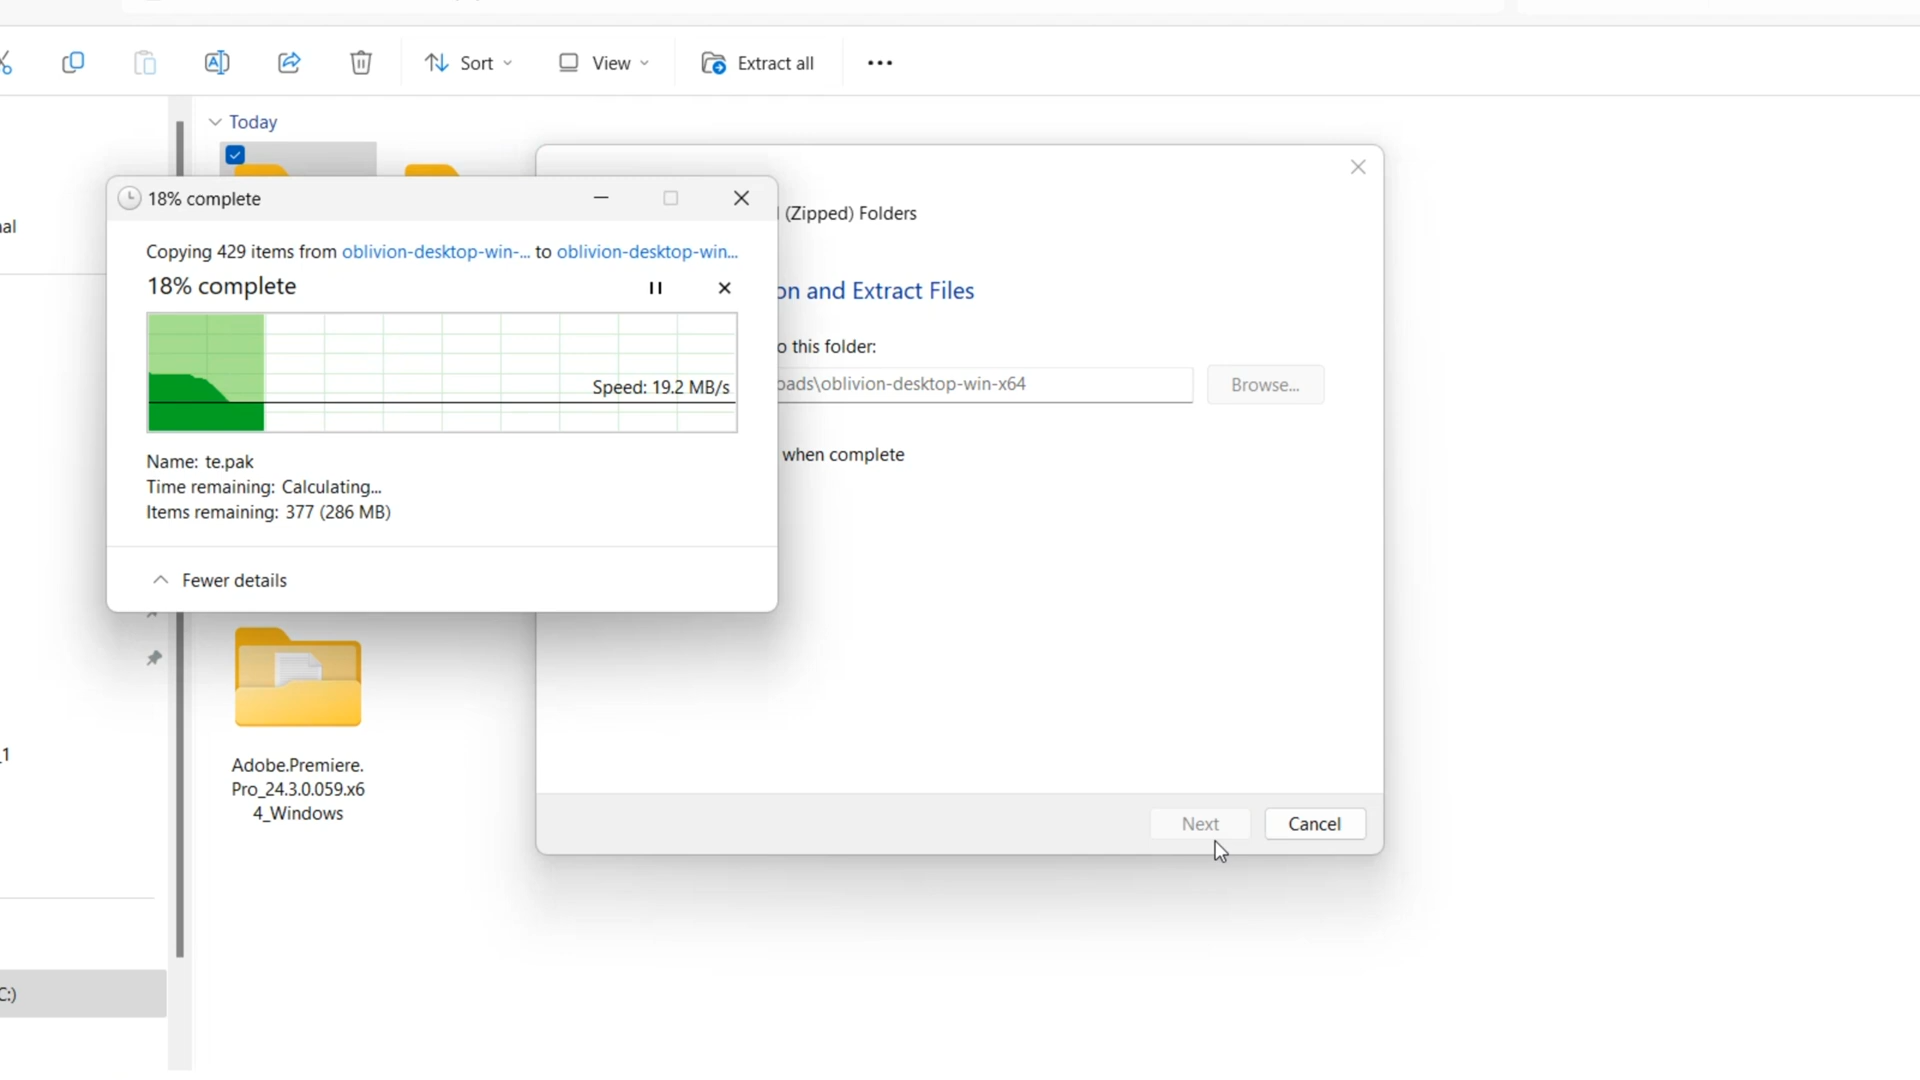 Sort
View
Extract all
Today
18% complete
(Zipped) Folders
Copying 429 items from oblivion-desktop-win-... to oblivion-desktop-win...
18% complete
on and Extract Files
o this folder:
Speed: 19.2 MB/s
oads\oblivion-desktop-win-x64
Browse...
when complete
Name: te.pak
Time remaining: Calculating...
Items remaining: 377 (286 MB)
Fewer details
al
_1
C:)
Adobe.Premiere.
Pro_24.3.0.059.x6
4_Windows
Next
Cancel